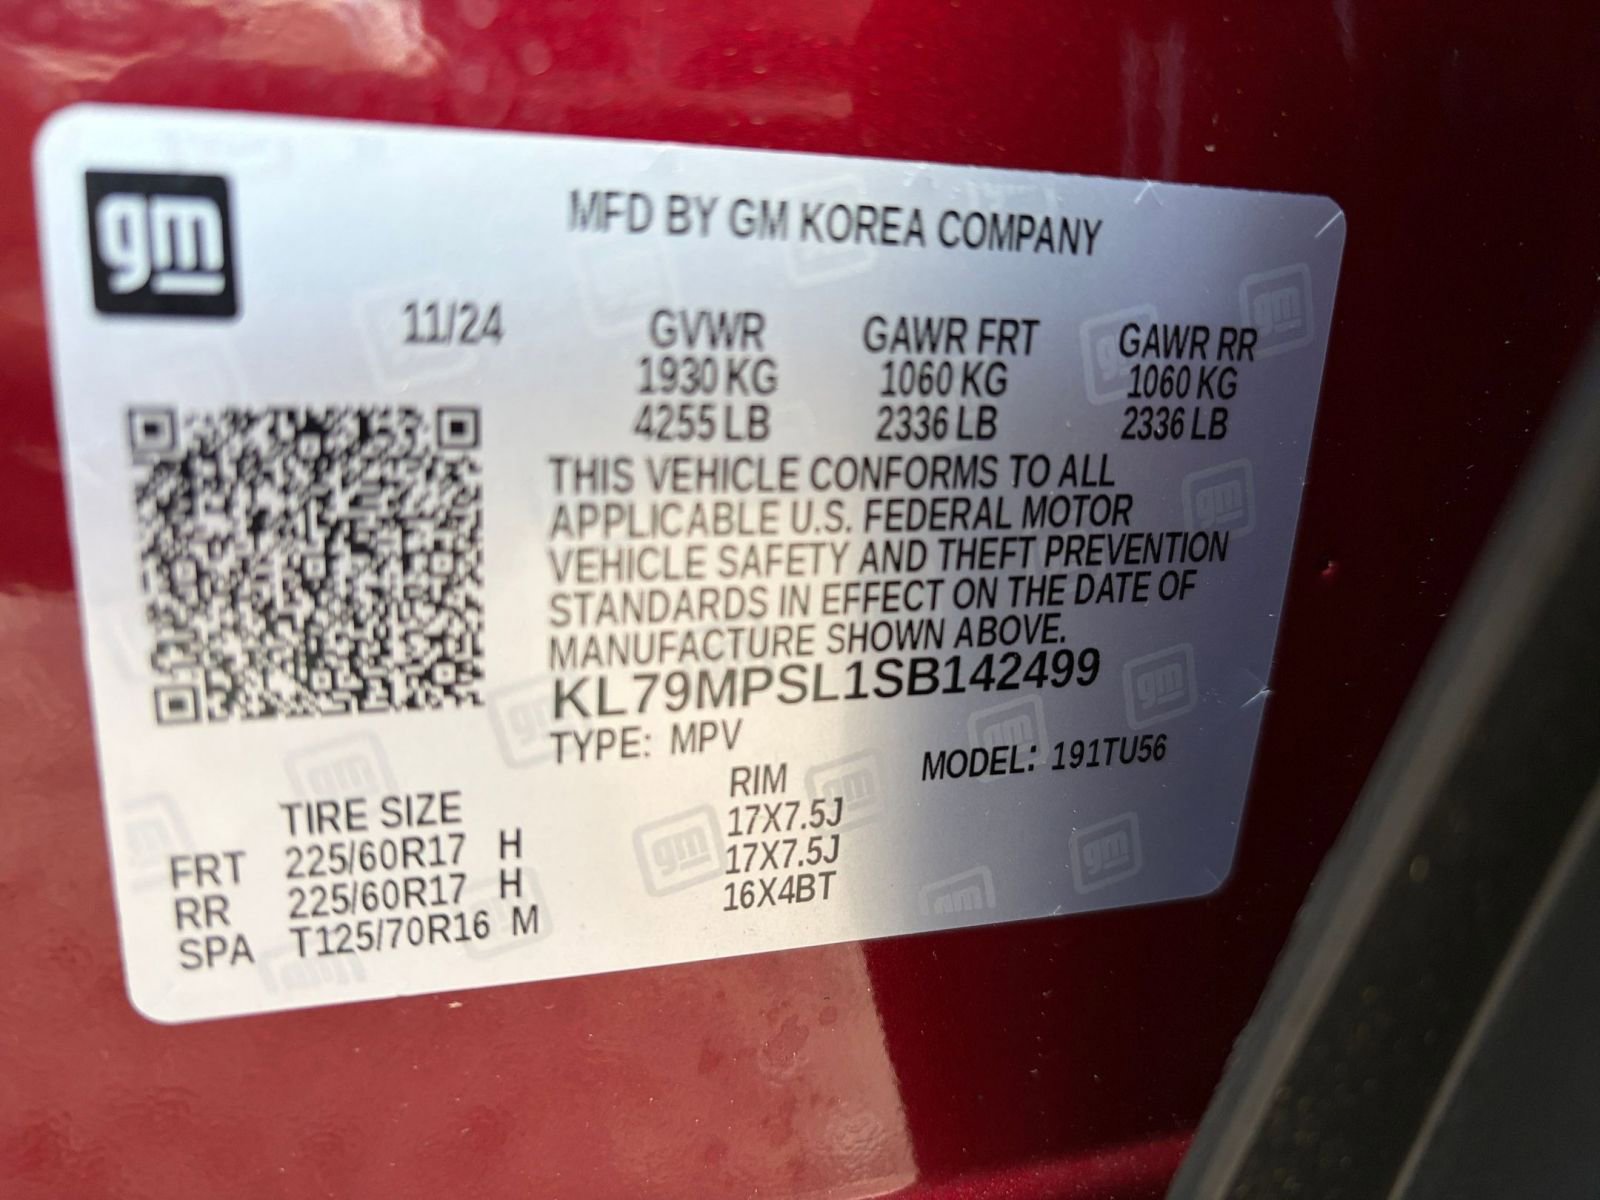 gm
MFD BY GM KOREA COMPANY
11/24 GVWR GAWR FRT GAWR RR
1930 KG 1060 KG 1060 KG
4255 LB 2336 LB 2336 LB
THIS VEHICLE CONFORMS TO ALL
APPLICABLE U.S. FEDERAL MOTOR
VEHICLE SAFETY AND THEFT PREVENTION
STANDARDS IN EFFECT ON THE DATE OF
MANUFACTURE SHOWN ABOVE.
KL79MPSL1SB142499
TYPE: MPV MODEL: 191TU56
TIRE SIZE RIM
FRT 225/60R17 H 17X7.5J
RR 225/60R17 H 17X7.5J
SPA T125/70R16 M 16X4BT